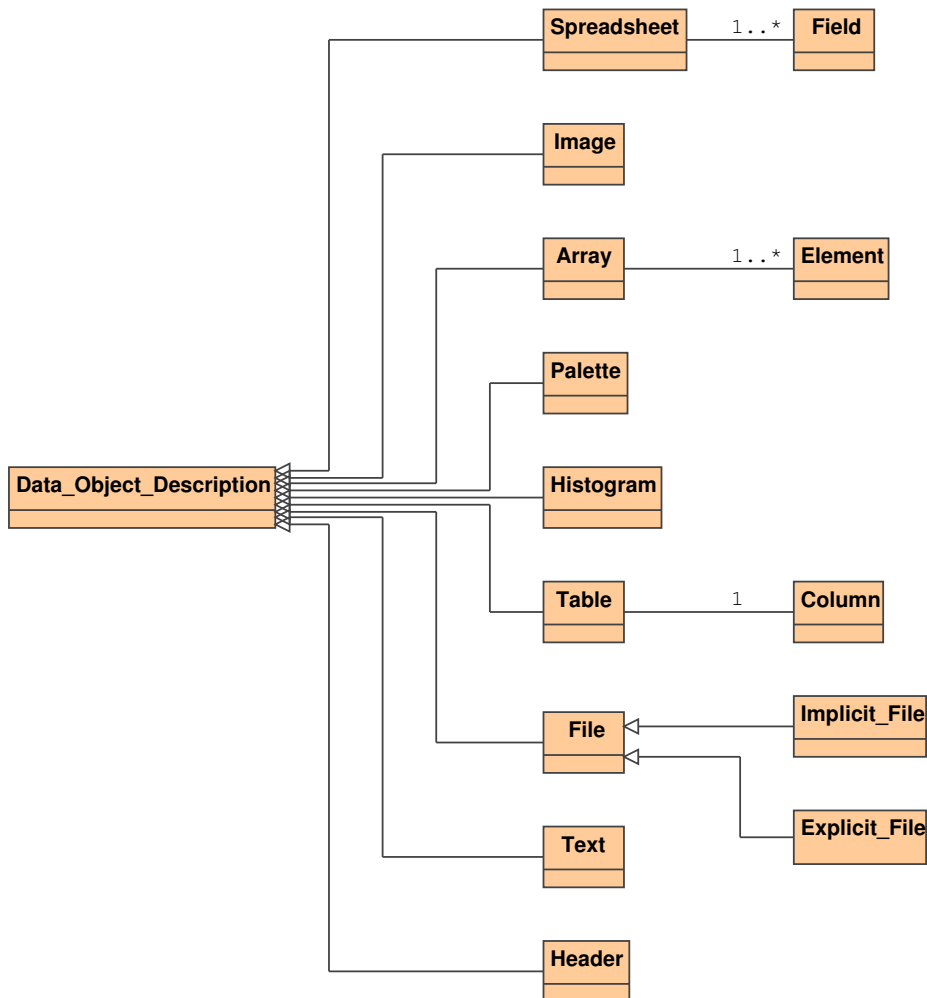 Spreadsheet
1..*
Field
Image
Array
1..*
Element
Palette
Data_Object_Description
Histogram
Table
1
Column
Implicit_File
File
Explicit_File
Text
Header